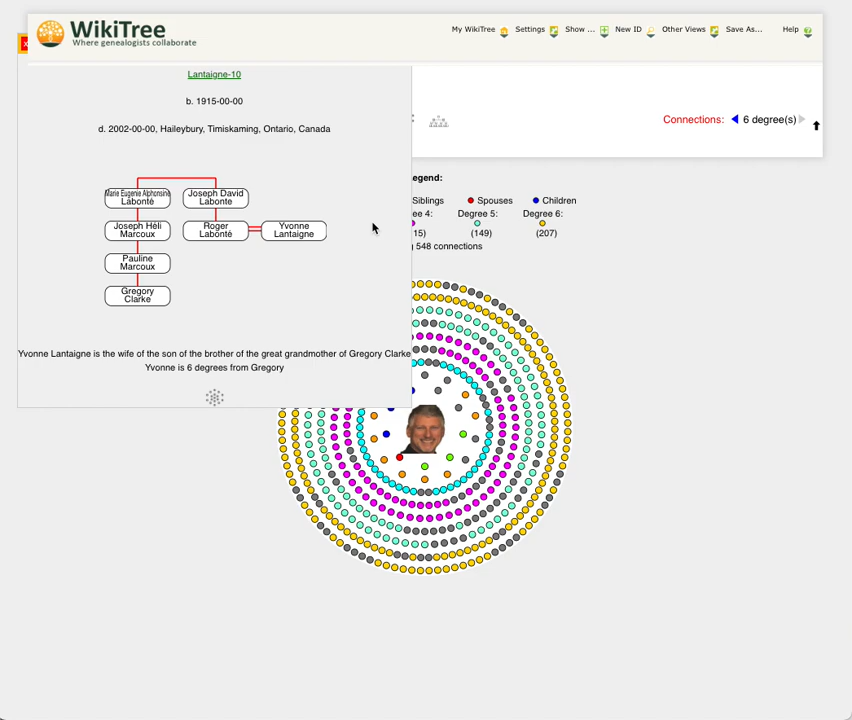 WikiTree
Where genealogists collaborate
My WikiTree Settings Show ... New ID Other Views Save As... Help
x
Lantaigne-10
b. 1915-00-00
d. 2002-00-00, Haileybury, Timiskaming, Ontario, Canada
Connections: 6 degree(s)
Marie Eugenie Alphonsine
Labonté
Joseph David
Labonte
Joseph Héli
Marcoux
Roger
Labonté
Yvonne
Lantaigne
Pauline
Marcoux
Gregory
Clarke
Yvonne Lantaigne is the wife of the son of the brother of the great grandmother of Gregory Clarke
Yvonne is 6 degrees from Gregory
egend:
Siblings Spouses Children
ee 4: Degree 5: Degree 6:
15) (149) (207)
g 548 connections